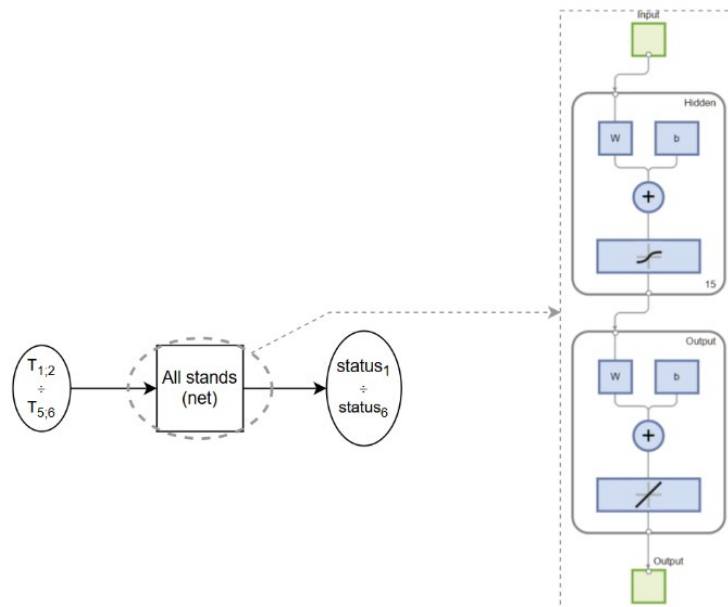 T1,2
÷
T5,6
All stands
(net)
status1
÷
status6
Input
Hidden
W
b
+
15
Output
W
b
+
Output